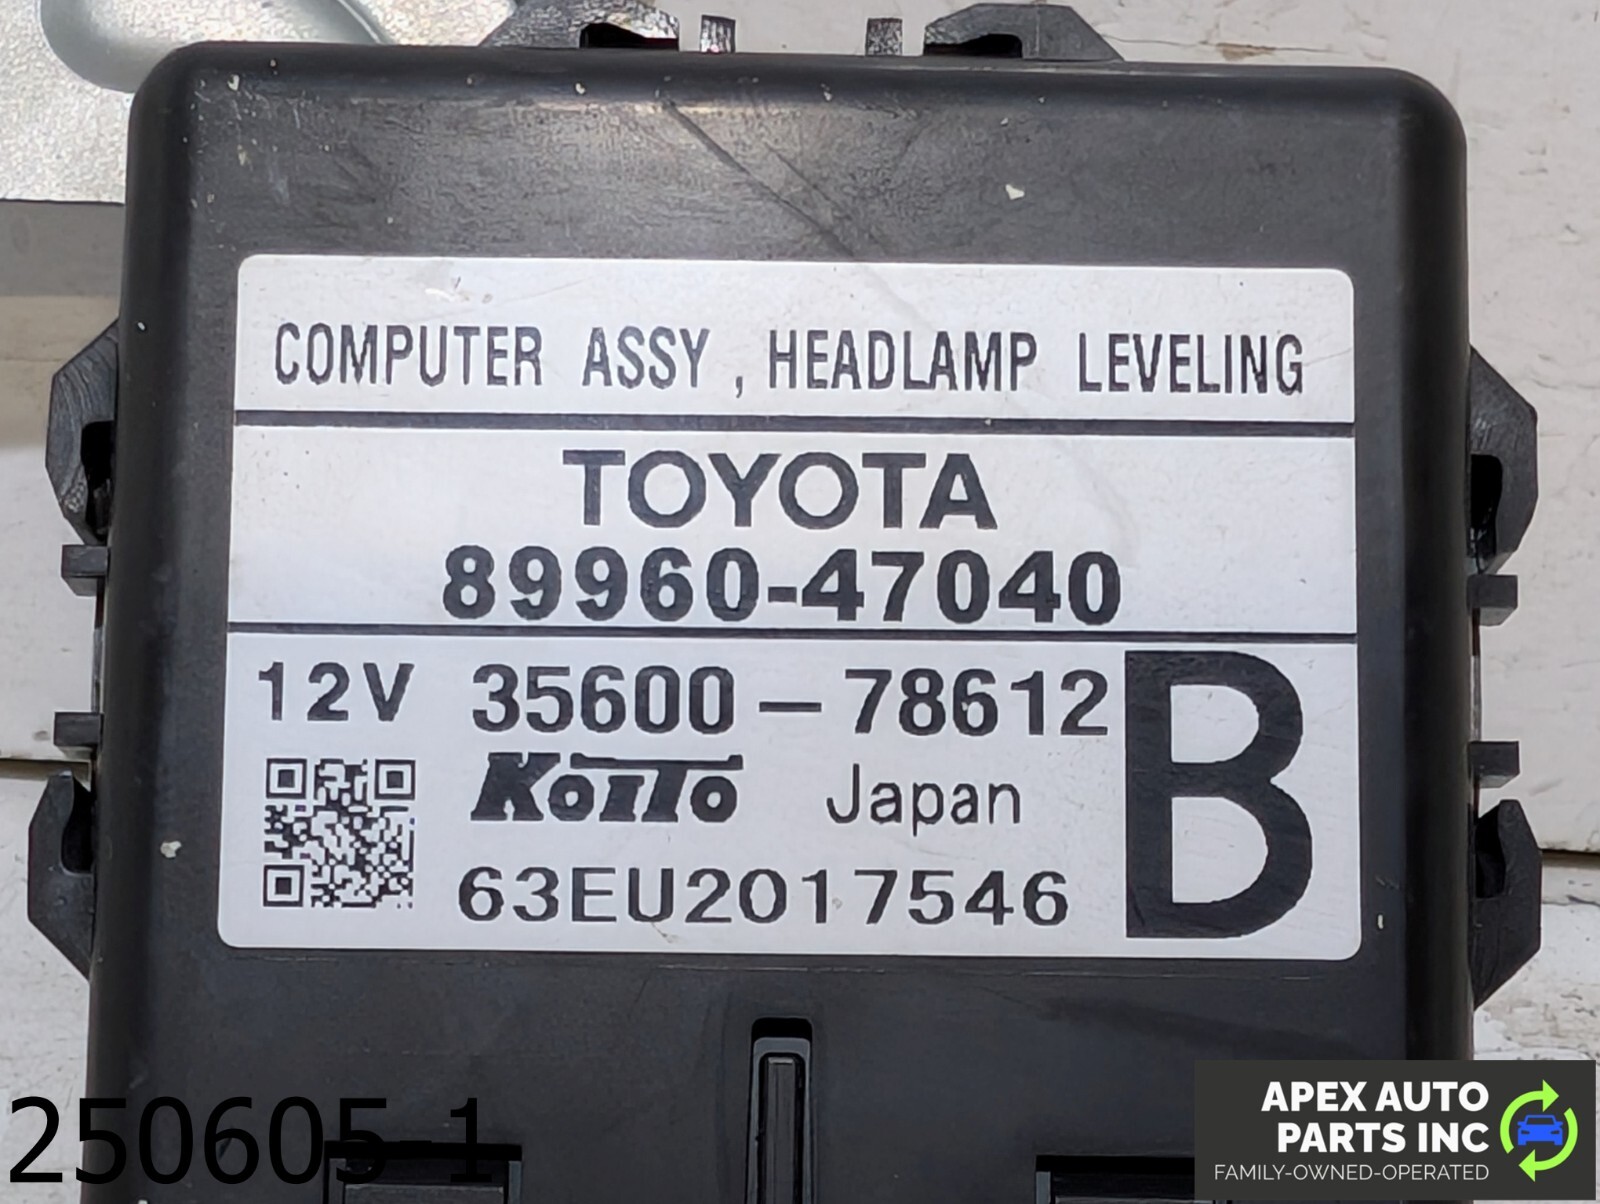 COMPUTER ASSY, HEADLAMP LEVELING
TOYOTA
89960-47040
12V 35600-78612
B
KOITO Japan
63EU2017546
250605-1
APEX AUTO
PARTS INC
FAMILY-OWNED-OPERATED